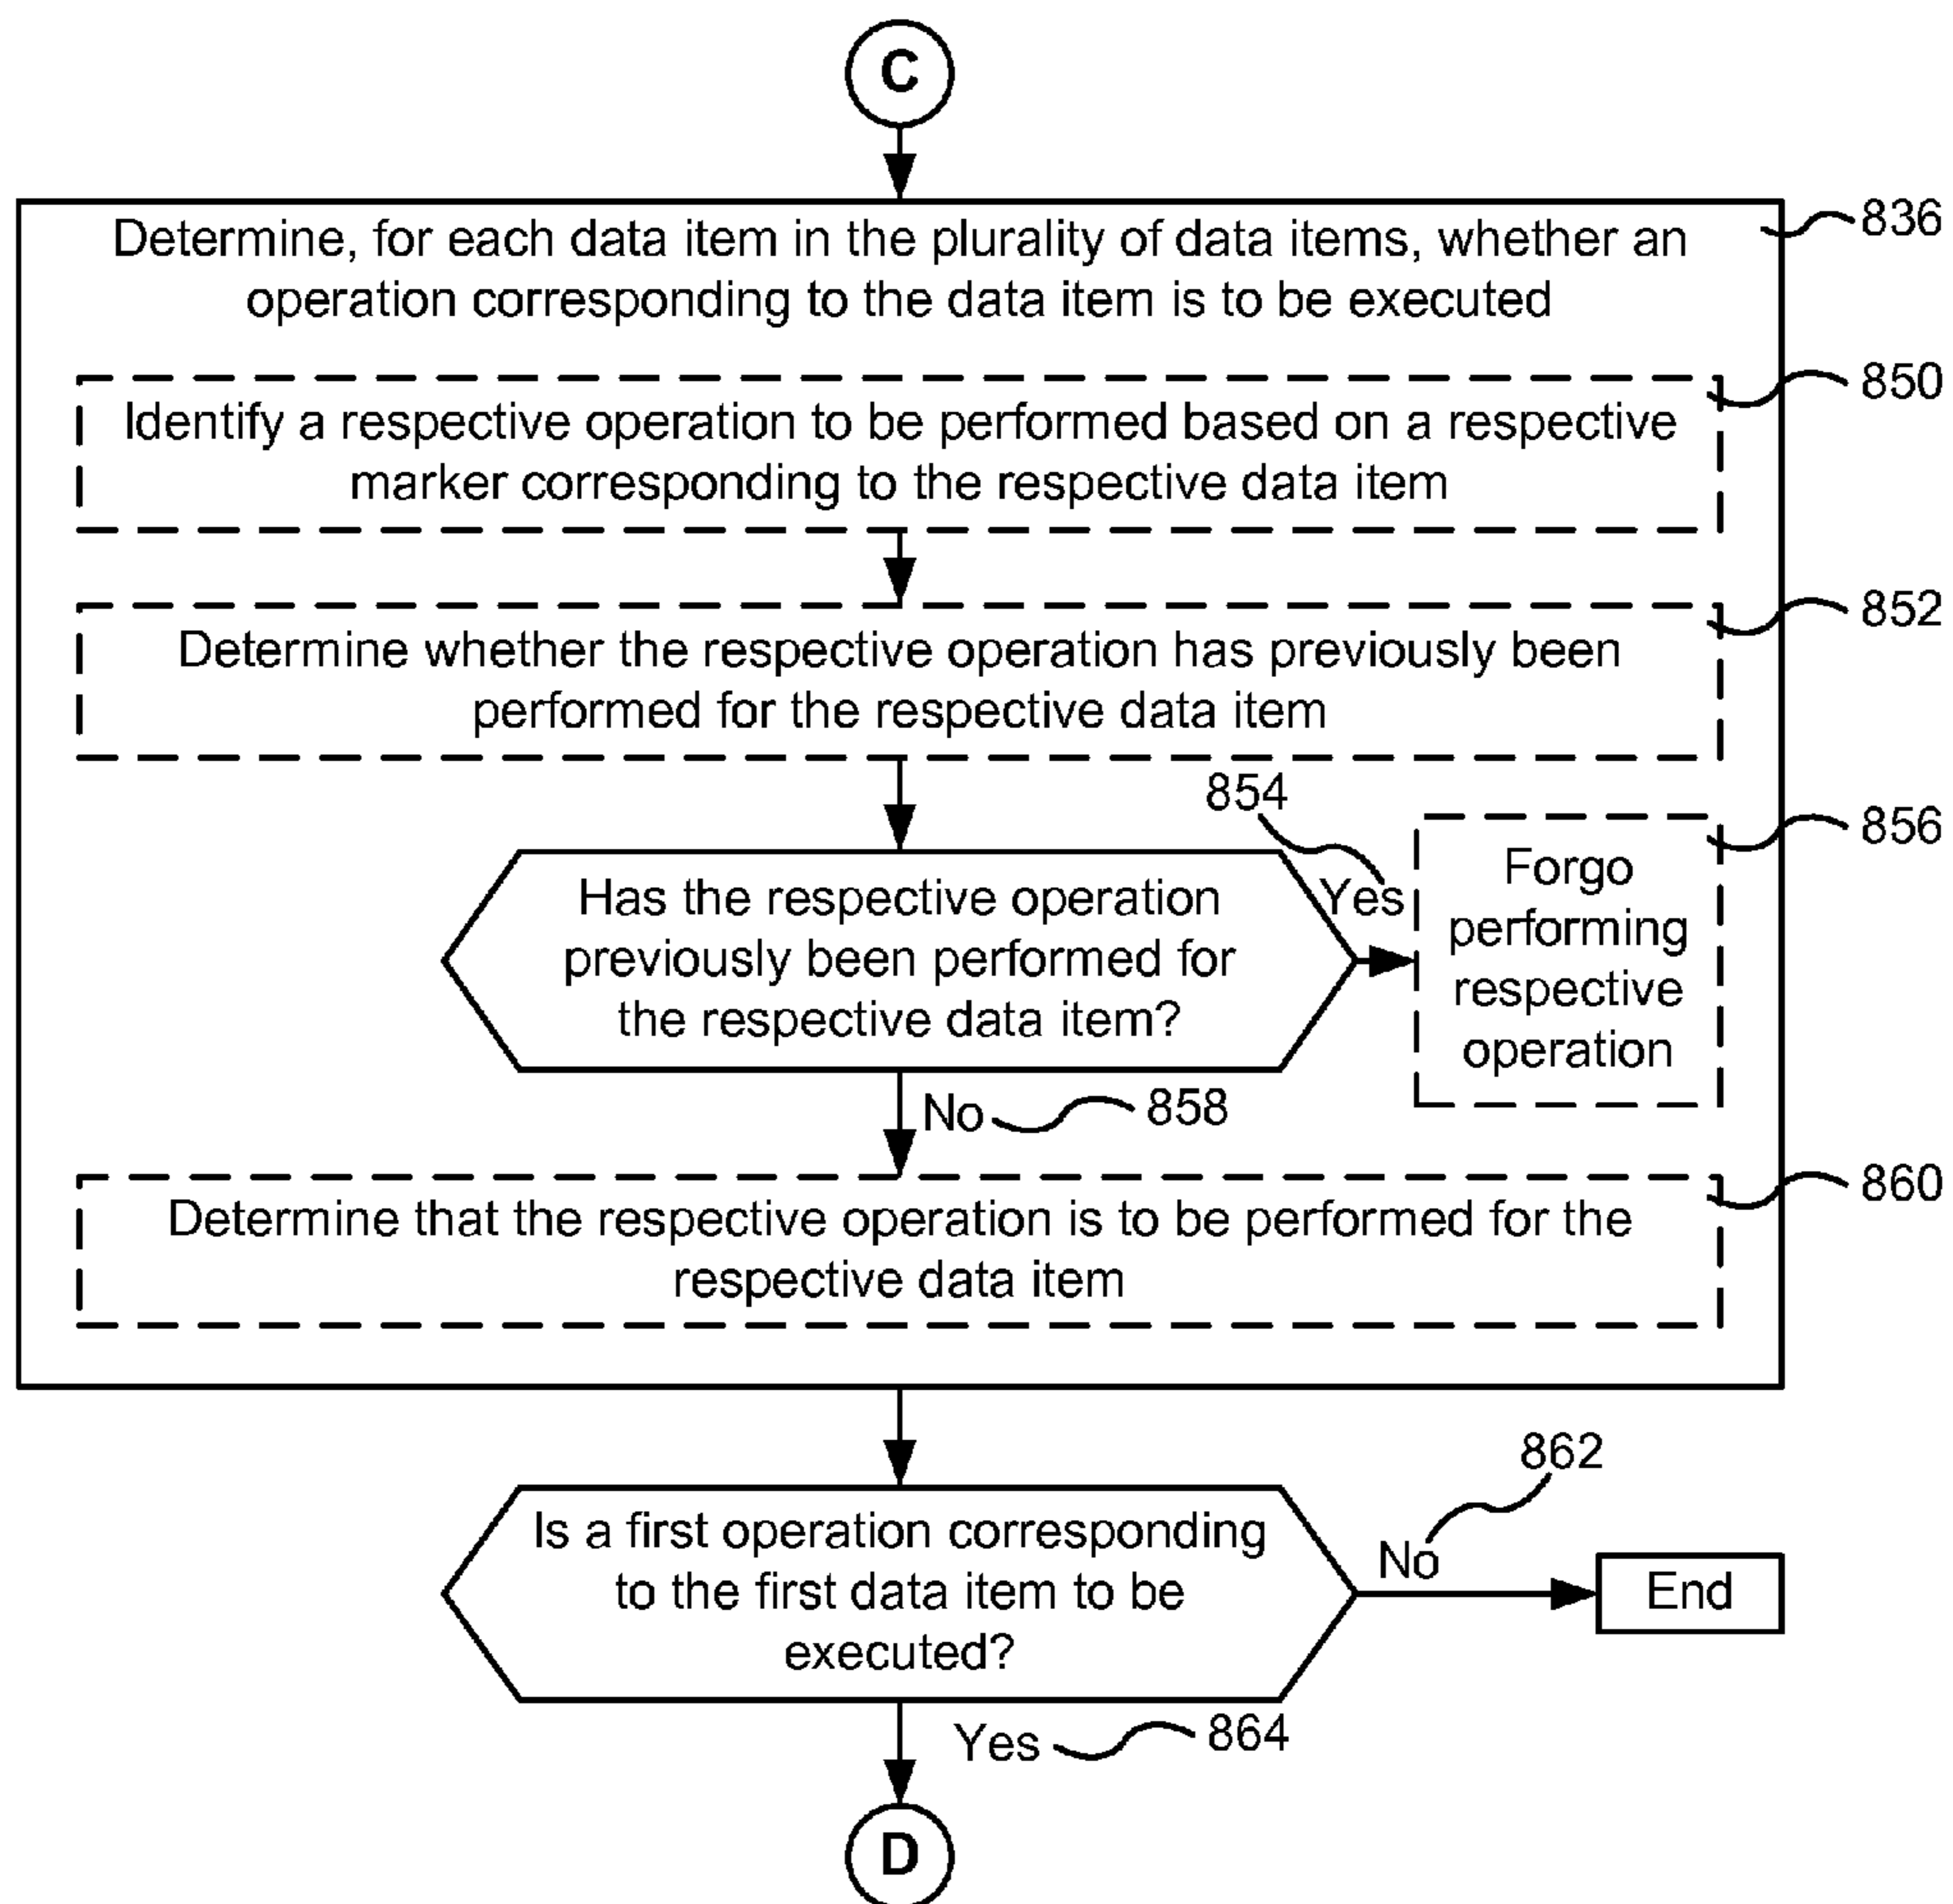 C
Determine, for each data item in the plurality of data items, whether an
operation corresponding to the data item is to be executed
836
Identify a respective operation to be performed based on a respective
marker corresponding to the respective data item
850
Determine whether the respective operation has previously been
performed for the respective data item
852
Has the respective operation
previously been performed for
the respective data item?
854
Yes
Forgo
performing
respective
operation
856
No
858
Determine that the respective operation is to be performed for the
respective data item
860
Is a first operation corresponding
to the first data item to be
executed?
862
No
End
Yes
864
D